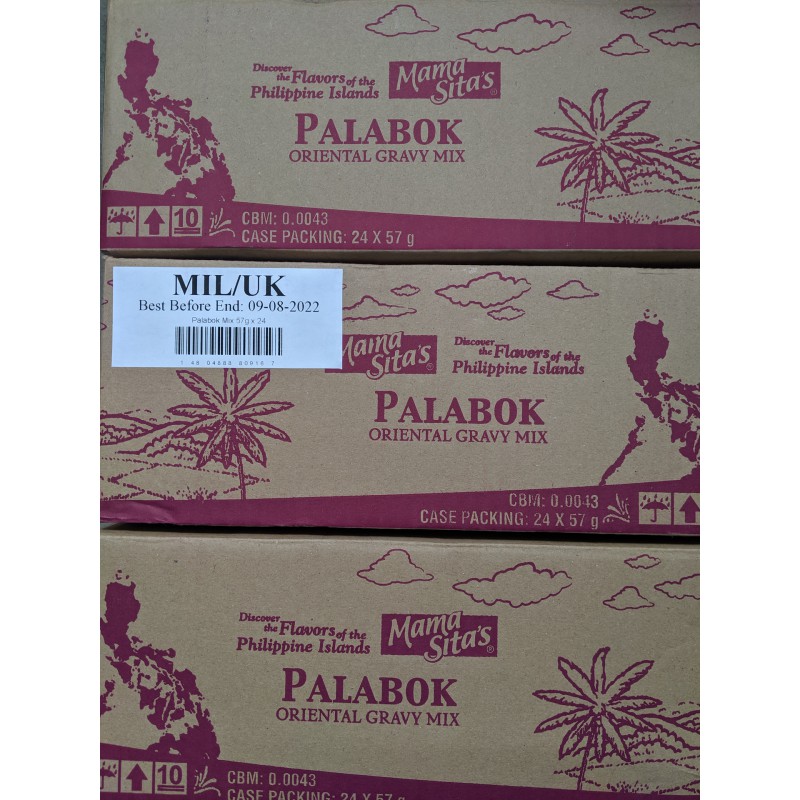 Discover
the Flavors of the
Philippine Islands
Mama
Sita's®
PALABOK
ORIENTAL GRAVY MIX
10
CBM: 0.0043
CASE PACKING: 24 X 57 g
MIL/UK
Best Before End: 09-08-2022
Palabok Mix 57g x 24
Mama
Sita's®
Discover
the Flavors of the
Philippine Islands
PALABOK
ORIENTAL GRAVY MIX
CBM: 0.0043
CASE PACKING: 24 X 57 g
Discover
the Flavors of the
Philippine Islands
Mama
Sita's®
PALABOK
ORIENTAL GRAVY MIX
10
CBM: 0.0043
CASE PACKING: 24 X 57 g